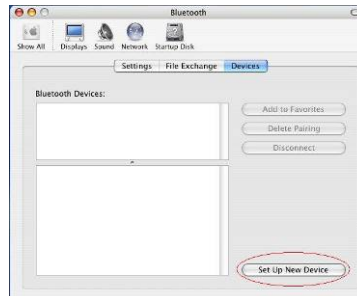 Bluetooth
Show All Displays Sound Network Startup Disk
Settings File Exchange Devices
Bluetooth Devices:
Add to Favorites
Delete Pairing
Disconnect
Set Up New Device